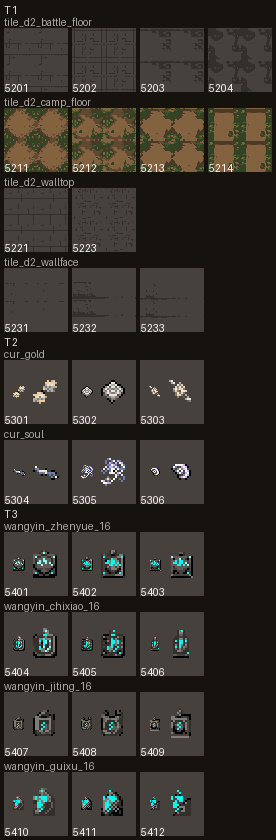 T1
tile_d2_battle_floor
5201 5202 5203 5204
tile_d2_camp_floor
5211 5212 5213 5214
tile_d2_walltop
5221 5223
tile_d2_wallface
5231 5232 5233
T2
cur_gold
5301 5302 5303
cur_soul
5304 5305 5306
T3
wangyin_zhenyue_16
5401 5402 5403
wangyin_chixiao_16
5404 5405 5406
wangyin_jiting_16
5407 5408 5409
wangyin_guixu_16
5410 5411 5412